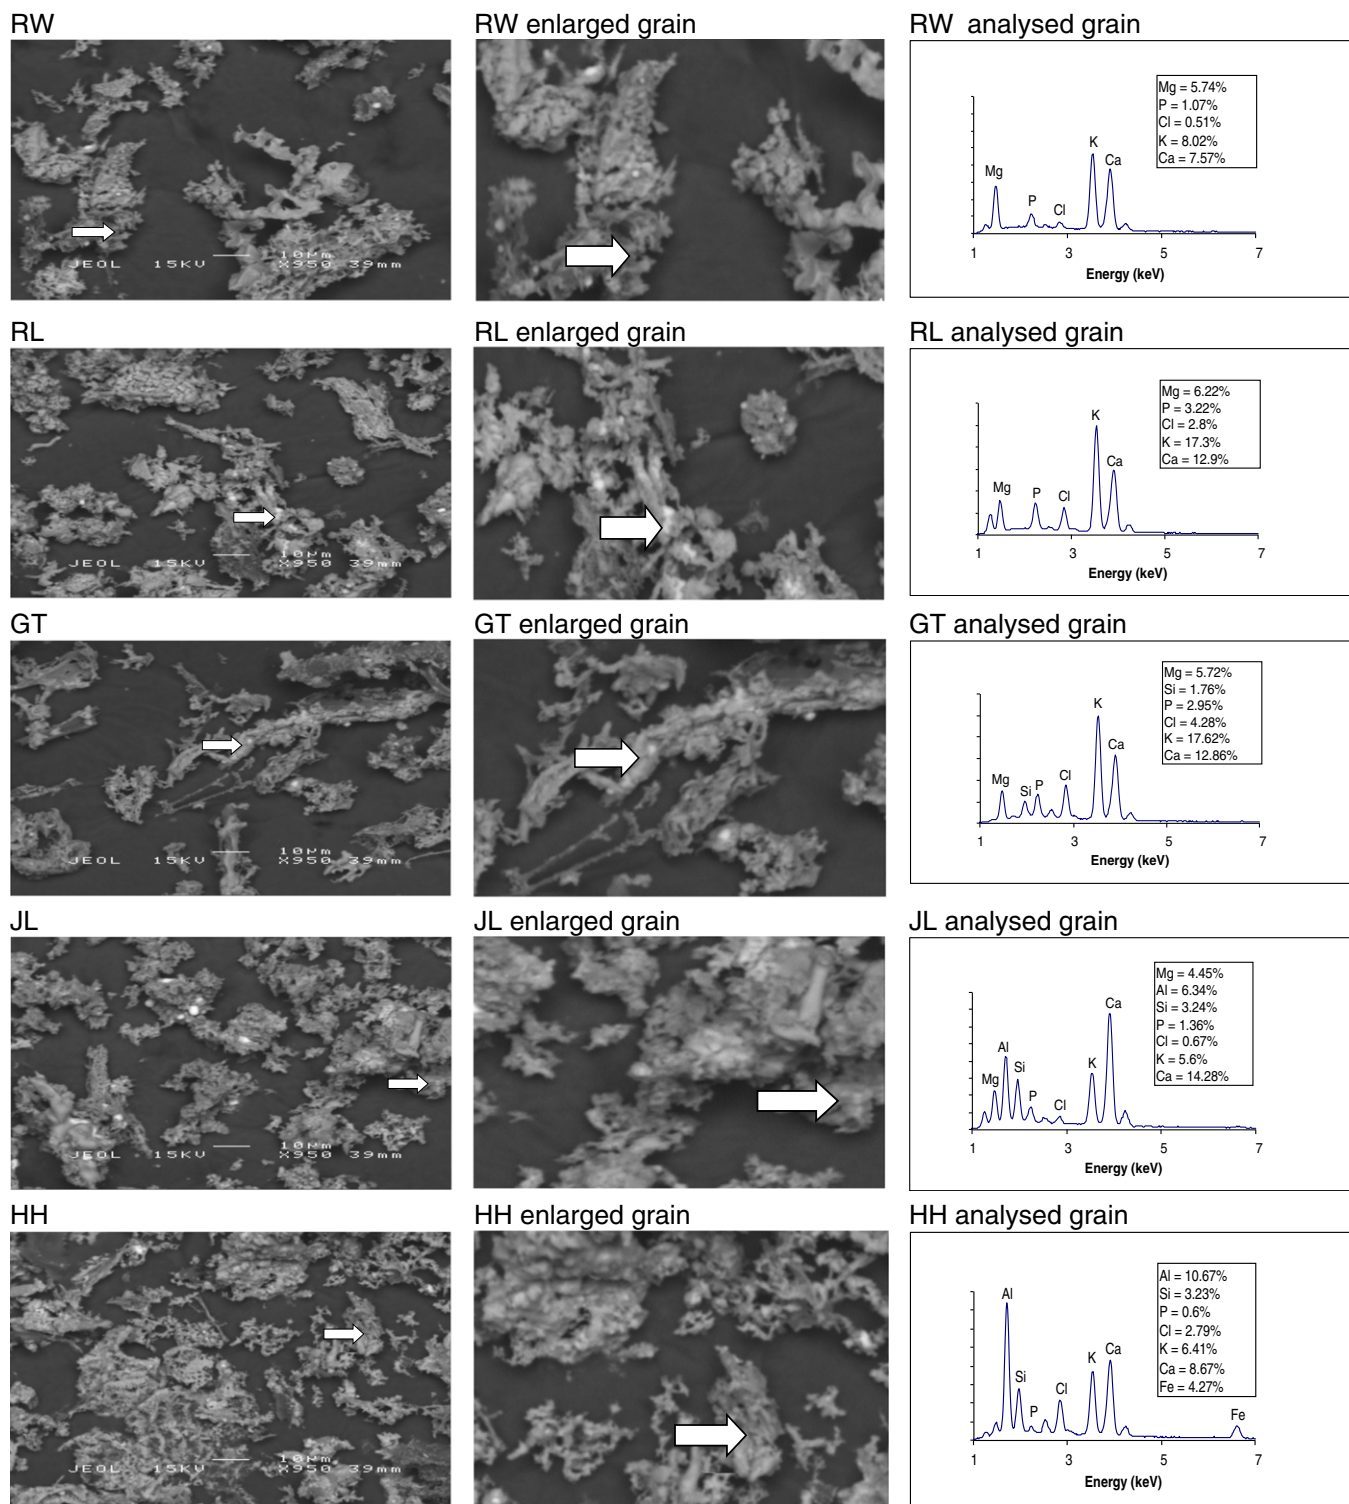 RW
RW enlarged grain
RW analysed grain
JEOL 15KV 10µm X950 39mm
Mg = 5.74%
P = 1.07%
Cl = 0.51%
K = 8.02%
Ca = 7.57%
Mg
P
Cl
K
Ca
1 3 5 7
Energy (keV)
RL
RL enlarged grain
RL analysed grain
JEOL 15KV 10µm X950 39mm
Mg = 6.22%
P = 3.22%
Cl = 2.8%
K = 17.3%
Ca = 12.9%
Mg
P
Cl
K
Ca
1 3 5 7
Energy (keV)
GT
GT enlarged grain
GT analysed grain
JEOL 15KV 10µm X950 39mm
Mg = 5.72%
Si = 1.76%
P = 2.95%
Cl = 4.28%
K = 17.62%
Ca = 12.86%
Mg
Si
P
Cl
K
Ca
1 3 5 7
Energy (keV)
JL
JL enlarged grain
JL analysed grain
JEOL 15KV 10µm X950 39mm
Mg = 4.45%
Al = 6.34%
Si = 3.24%
P = 1.36%
Cl = 0.67%
K = 5.6%
Ca = 14.28%
Mg
Al
Si
P
Cl
K
Ca
1 3 5 7
Energy (keV)
HH
HH enlarged grain
HH analysed grain
JEOL 15KV 10µm X950 39mm
Al = 10.67%
Si = 3.23%
P = 0.6%
Cl = 2.79%
K = 6.41%
Ca = 8.67%
Fe = 4.27%
Al
Si
P
Cl
K
Ca
Fe
1 3 5 7
Energy (keV)